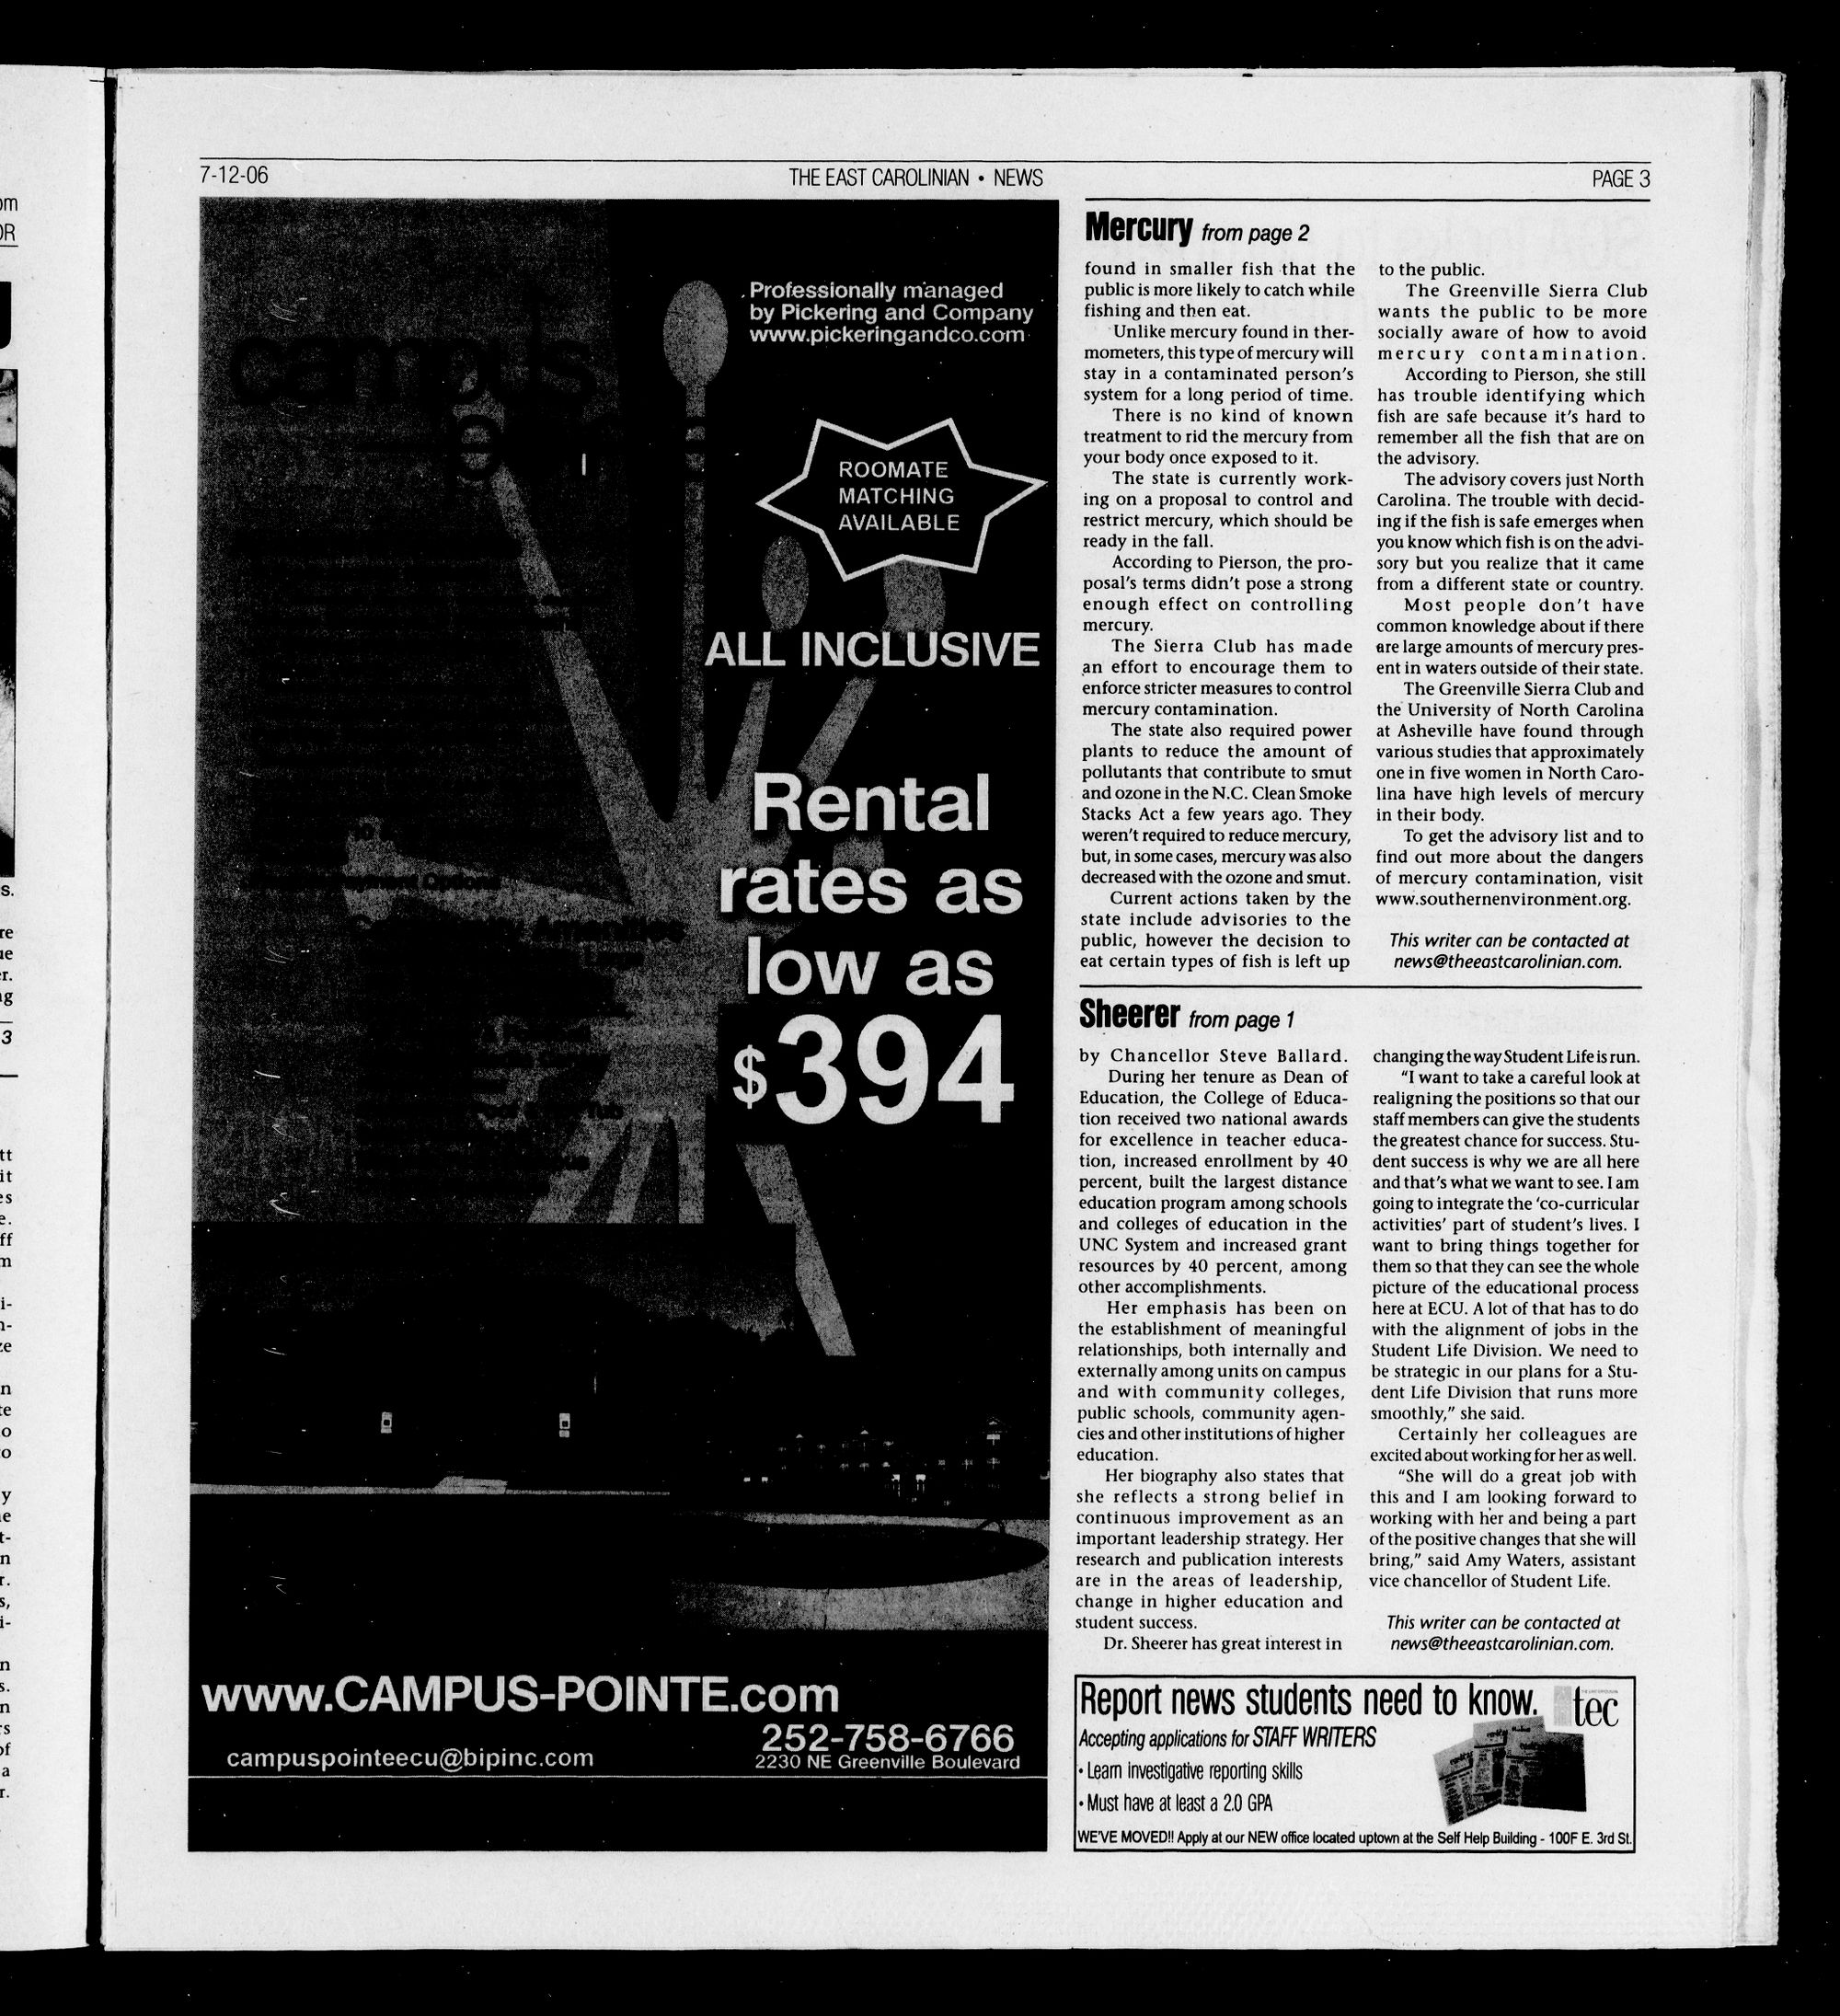 7-12-06
THE EAST CAROLINIAN • NEWS
PAGE 3
campus
Professionally managed
by Pickering and Company
www.pickeringandco.com
ROOMATE
MATCHING
AVAILABLE
ALL INCLUSIVE
Rental
rates as
low as
$394
www.CAMPUS-POINTE.com
252-758-6766
campuspointeecu@bipinc.com
2230 NE Greenville Boulevard
Mercury from page 2
found in smaller fish that the
public is more likely to catch while
fishing and then eat.
Unlike mercury found in ther-
mometers, this type of mercury will
stay in a contaminated person's
system for a long period of time.
There is no kind of known
treatment to rid the mercury from
your body once exposed to it.
The state is currently work-
ing on a proposal to control and
restrict mercury, which should be
ready in the fall.
According to Pierson, the pro-
posal's terms didn't pose a strong
enough effect on controlling
mercury.
The Sierra Club has made
an effort to encourage them to
enforce stricter measures to control
mercury contamination.
The state also required power
plants to reduce the amount of
pollutants that contribute to smut
and ozone in the N.C. Clean Smoke
Stacks Act a few years ago. They
weren't required to reduce mercury,
but, in some cases, mercury was also
decreased with the ozone and smut.
Current actions taken by the
state include advisories to the
public, however the decision to
eat certain types of fish is left up
to the public.
The Greenville Sierra Club
wants the public to be more
socially aware of how to avoid
mercury contamination.
According to Pierson, she still
has trouble identifying which
fish are safe because it's hard to
remember all the fish that are on
the advisory.
The advisory covers just North
Carolina. The trouble with decid-
ing if the fish is safe emerges when
you know which fish is on the advi-
sory but you realize that it came
from a different state or country.
Most people don't have
common knowledge about if there
are large amounts of mercury pres-
ent in waters outside of their state.
The Greenville Sierra Club and
the University of North Carolina
at Asheville have found through
various studies that approximately
one in five women in North Caro-
lina have high levels of mercury
in their body.
To get the advisory list and to
find out more about the dangers
of mercury contamination, visit
www.southernenvironment.org.
This writer can be contacted at
news@theeastcarolinian.com.
Sheerer from page 1
by Chancellor Steve Ballard.
During her tenure as Dean of
Education, the College of Educa-
tion received two national awards
for excellence in teacher educa-
tion, increased enrollment by 40
percent, built the largest distance
education program among schools
and colleges of education in the
UNC System and increased grant
resources by 40 percent, among
other accomplishments.
Her emphasis has been on
the establishment of meaningful
relationships, both internally and
externally among units on campus
and with community colleges,
public schools, community agen-
cies and other institutions of higher
education.
Her biography also states that
she reflects a strong belief in
continuous improvement as an
important leadership strategy. Her
research and publication interests
are in the areas of leadership,
change in higher education and
student success.
Dr. Sheerer has great interest in
changing the way Student Life is run.
"I want to take a careful look at
realigning the positions so that our
staff members can give the students
the greatest chance for success. Stu-
dent success is why we are all here
and that's what we want to see. I am
going to integrate the 'co-curricular
activities' part of student's lives. I
want to bring things together for
them so that they can see the whole
picture of the educational process
here at ECU. A lot of that has to do
with the alignment of jobs in the
Student Life Division. We need to
be strategic in our plans for a Stu-
dent Life Division that runs more
smoothly," she said.
Certainly her colleagues are
excited about working for her as well.
"She will do a great job with
this and I am looking forward to
working with her and being a part
of the positive changes that she will
bring," said Amy Waters, assistant
vice chancellor of Student Life.
This writer can be contacted at
news@theeastcarolinian.com.
Report news students need to know.
tec
Accepting applications for STAFF WRITERS
• Learn investigative reporting skills
• Must have at least a 2.0 GPA
WE'VE MOVED!! Apply at our NEW office located uptown at the Self Help Building - 100F E. 3rd St.